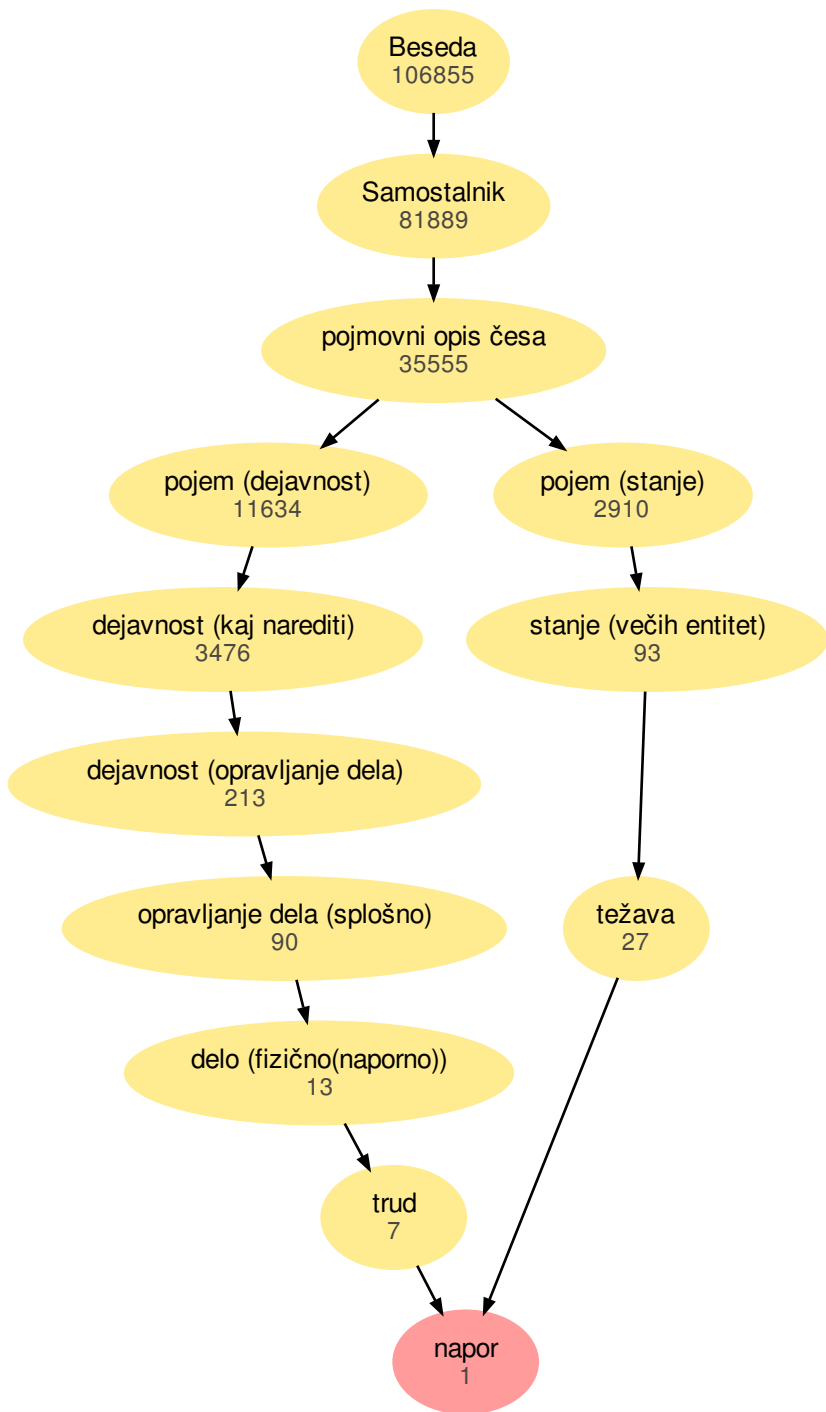 Beseda
106855
Samostalnik
81889
pojmovni opis česa
35555
pojem (dejavnost)
11634
pojem (stanje)
2910
dejavnost (kaj narediti)
3476
stanje (večih entitet)
93
dejavnost (opravljanje dela)
213
opravljanje dela (splošno)
90
težava
27
delo (fizično(naporno))
13
trud
7
napor
1